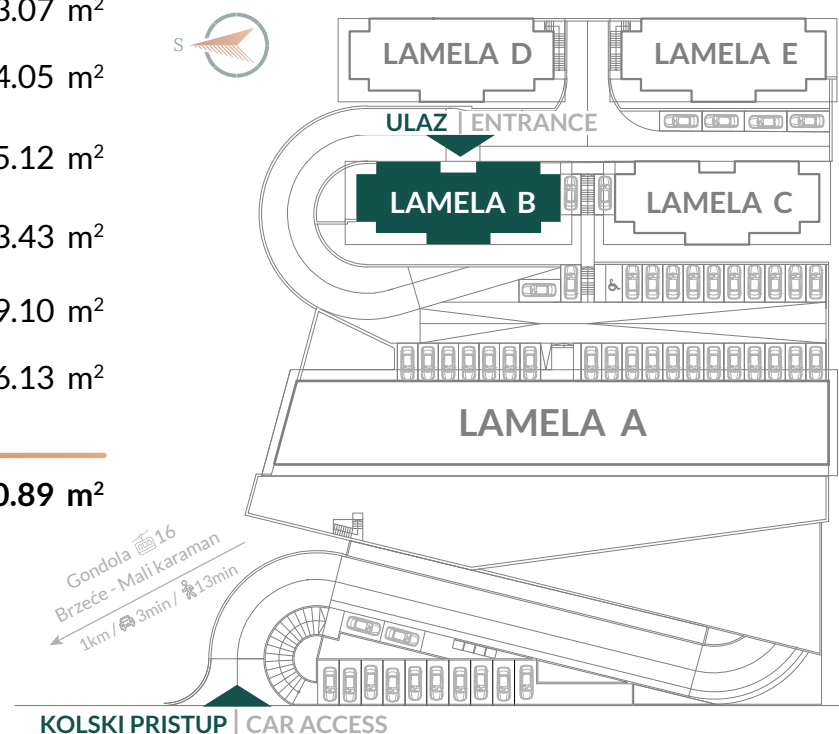 3.07 m²
4.05 m²
5.12 m²
3.43 m²
9.10 m²
6.13 m²
0.89 m²
S
LAMELA D
LAMELA E
ULAZ | ENTRANCE
LAMELA B
LAMELA C
LAMELA A
Gondola 16
Brzeće - Mali karaman
1km / 3min / 13min
KOLSKI PRISTUP | CAR ACCESS